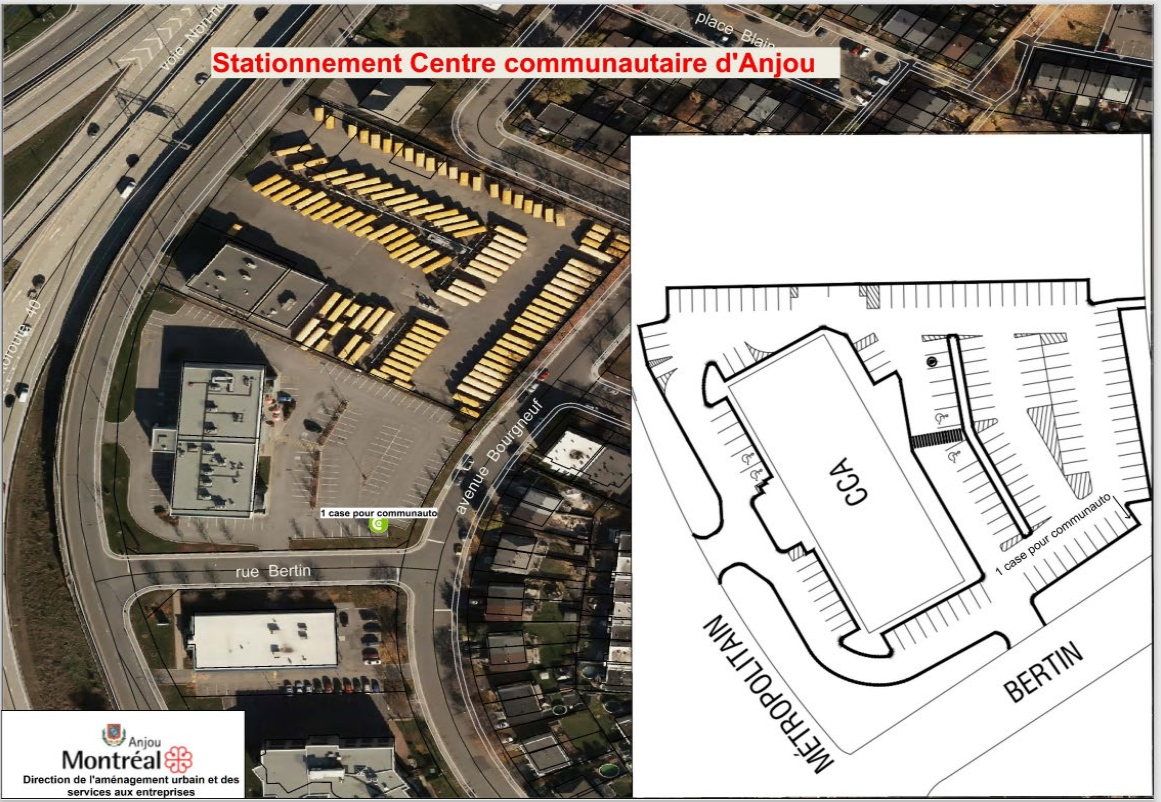 place Blain
voie Non-n
Stationnement Centre communautaire d'Anjou
autoroute 40
avenue Bourgneuf
1 case pour communauto
rue Bertin
CCA
1 case pour communauto
MÉTROPOLITAIN
BERTIN
Anjou
Montréal
Direction de l'aménagement urbain et des
services aux entreprises